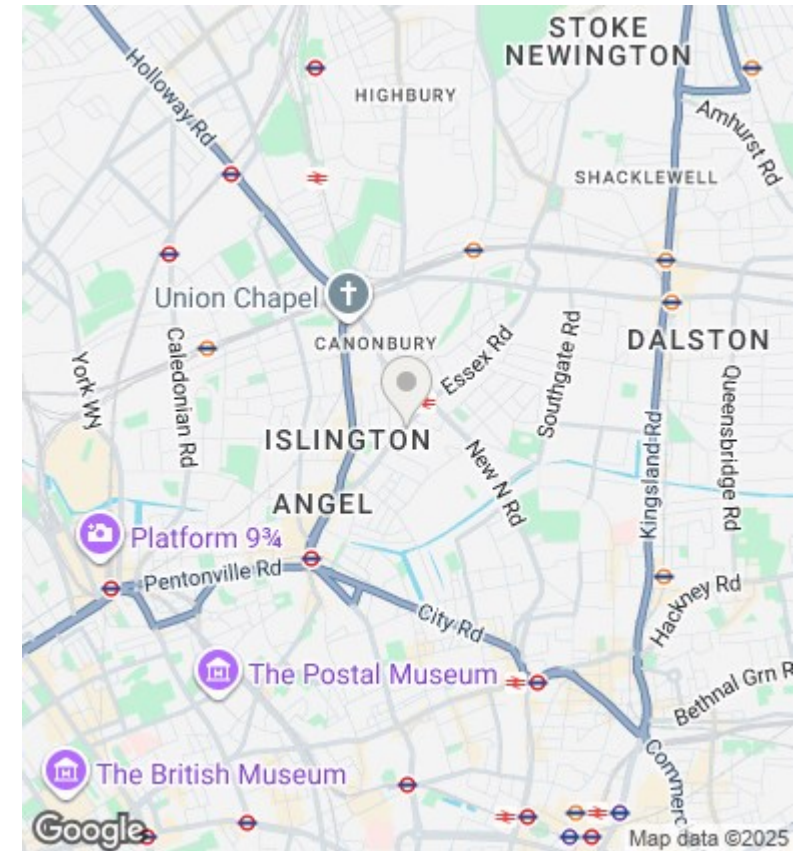 STOKE
NEWINGTON
Holloway Rd
HIGHBURY
Amhurst Rd
SHACKLEWELL
Union Chapel
CANONBURY
Essex Rd
Southgate Rd
DALSTON
York WY
Caledonian Rd
Queensbridge Rd
ISLINGTON
New N Rd
Kingsland Rd
ANGEL
Platform 9¾
Pentonville Rd
City Rd
Hackney Rd
The Postal Museum
Bethnal Grn R
The British Museum
Commerc
Google
Map data ©2025